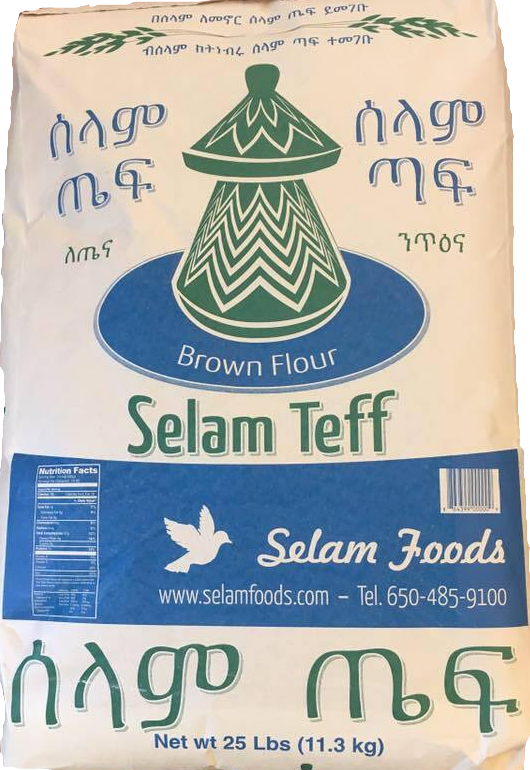 በሰላም ለመኖር ሰላም ጤፍ ይመገቡ
ብሰላም ክትነብሩ ሰላም ጣፍ ተመገቡ
ሰላም ጤፍ
ሰላም ጣፍ
ለጤና
ንጥዕና
Brown Flour
Selam Teff
Nutrition Facts
Selam Foods
www.selamfoods.com – Tel. 650-485-9100
ሰላም ጤፍ
Net wt 25 Lbs (11.3 kg)